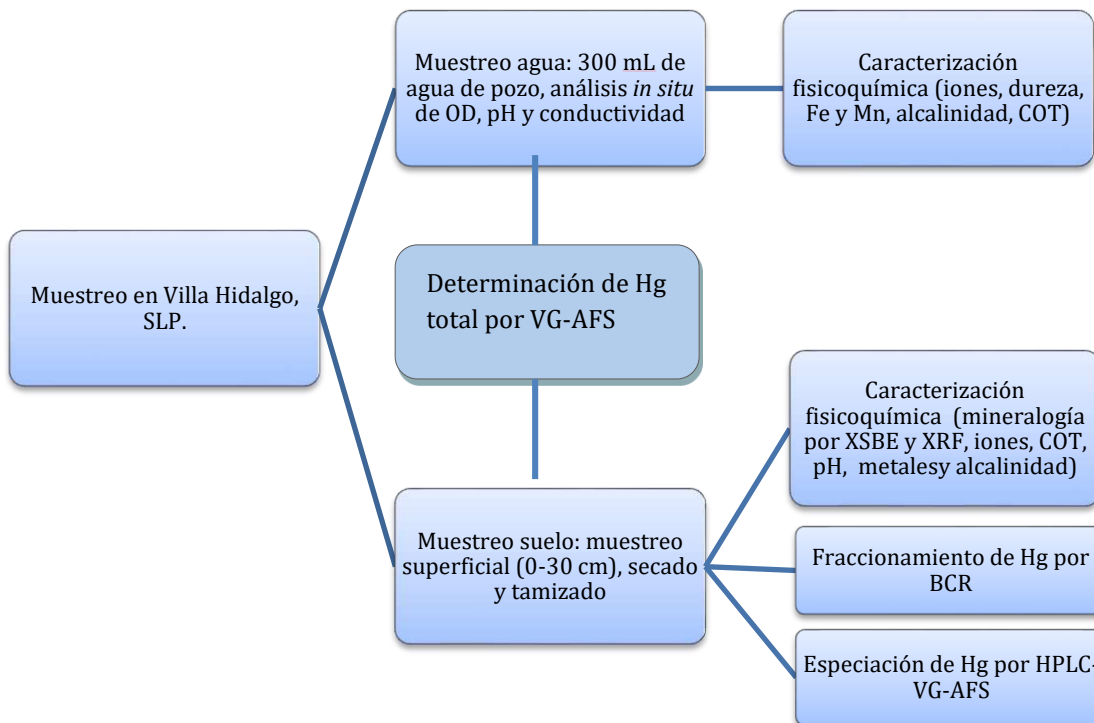 Muestreo en Villa Hidalgo,
SLP.
Muestreo agua: 300 mL de
agua de pozo, análisis in situ
de OD, pH y conductividad
Caracterización
fisicoquímica (iones, dureza,
Fe y Mn, alcalinidad, COT)
Determinación de Hg
total por VG-AFS
Muestreo suelo: muestreo
superficial (0-30 cm), secado
y tamizado
Caracterización
fisicoquímica (mineralogía
por XSBE y XRF, iones, COT,
pH, metalesy alcalinidad)
Fraccionamiento de Hg por
BCR
Especiación de Hg por HPLC-
VG-AFS